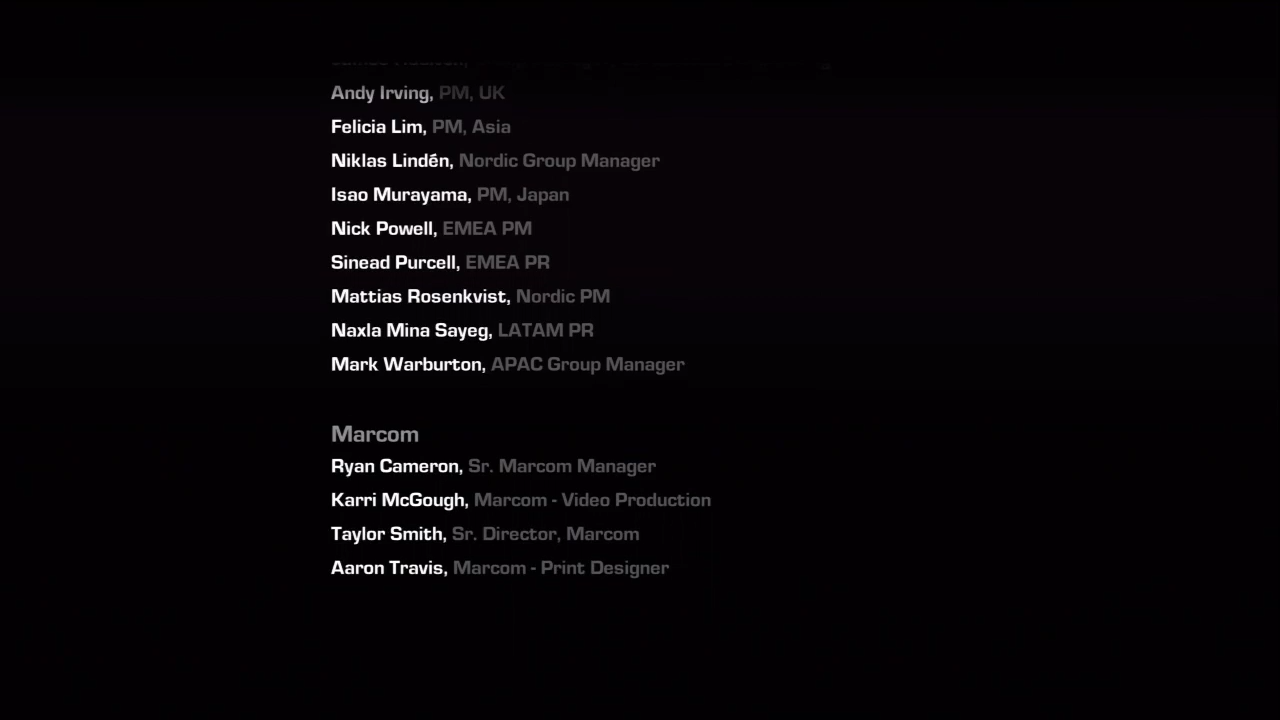 Andy Irving, PM, UK
Felicia Lim, PM, Asia
Niklas Lindén, Nordic Group Manager
Isao Murayama, PM, Japan
Nick Powell, EMEA PM
Sinead Purcell, EMEA PR
Mattias Rosenkvist, Nordic PM
Naxla Mina Sayeg, LATAM PR
Mark Warburton, APAC Group Manager
Marcom
Ryan Cameron, Sr. Marcom Manager
Karri McGough, Marcom - Video Production
Taylor Smith, Sr. Director, Marcom
Aaron Travis, Marcom - Print Designer